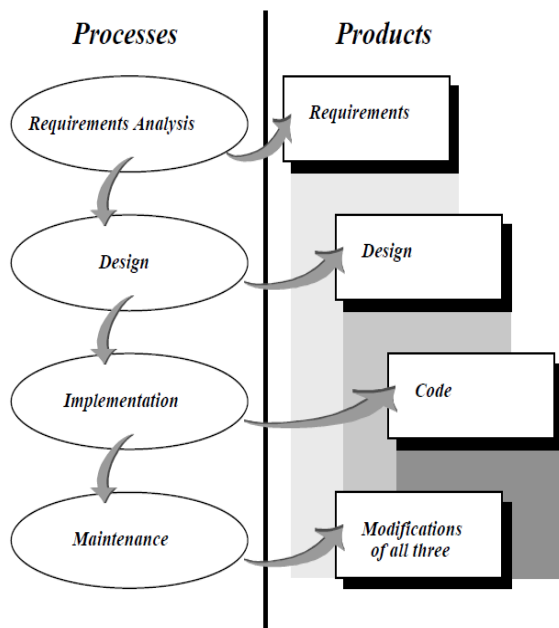 Processes
Products
Requirements Analysis
Requirements
Design
Design
Implementation
Code
Maintenance
Modifications
of all three